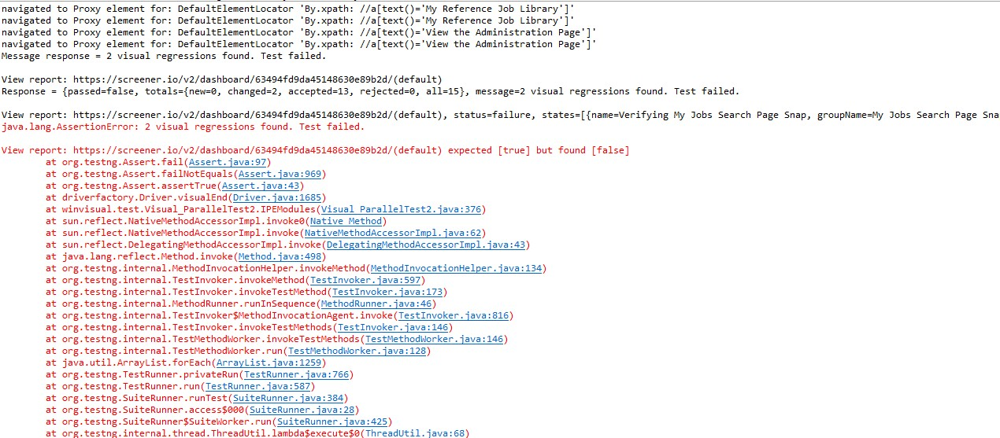 navigated to Proxy element for: DefaultElementLocator 'By.xpath: //a[text()='My Reference Job Library']'
navigated to Proxy element for: DefaultElementLocator 'By.xpath: //a[text()='My Reference Job Library']'
navigated to Proxy element for: DefaultElementLocator 'By.xpath: //a[text()='View the Administration Page']'
navigated to Proxy element for: DefaultElementLocator 'By.xpath: //a[text()='View the Administration Page']'
Message response = 2 visual regressions found. Test failed.
View report: https://screener.io/v2/dashboard/63494fd9da45148630e89b2d/(default)
Response = {passed=false, totals={new=0, changed=2, accepted=13, rejected=0, all=15}, message=2 visual regressions found. Test failed.
View report: https://screener.io/v2/dashboard/63494fd9da45148630e89b2d/(default), status=failure, states=[{name=Verifying My Jobs Search Page Snap, groupName=My Jobs Search Page Sna
java.lang.AssertionError: 2 visual regressions found. Test failed.
View report: https://screener.io/v2/dashboard/63494fd9da45148630e89b2d/(default) expected [true] but found [false]
at org.testng.Assert.fail(Assert.java:97)
at org.testng.Assert.failNotEquals(Assert.java:969)
at org.testng.Assert.assertTrue(Assert.java:43)
at driverfactory.Driver.visualEnd(Driver.java:1685)
at winvisual.test.Visual_ParallelTest2.IPEModules(Visual_ParallelTest2.java:376)
at sun.reflect.NativeMethodAccessorImpl.invoke0(Native Method)
at sun.reflect.NativeMethodAccessorImpl.invoke(NativeMethodAccessorImpl.java:62)
at sun.reflect.DelegatingMethodAccessorImpl.invoke(DelegatingMethodAccessorImpl.java:43)
at java.lang.reflect.Method.invoke(Method.java:498)
at org.testng.internal.MethodInvocationHelper.invokeMethod(MethodInvocationHelper.java:134)
at org.testng.internal.TestInvoker.invokeMethod(TestInvoker.java:597)
at org.testng.internal.TestInvoker.invokeTestMethod(TestInvoker.java:173)
at org.testng.internal.MethodRunner.runInSequence(MethodRunner.java:46)
at org.testng.internal.TestInvoker$MethodInvocationAgent.invoke(TestInvoker.java:816)
at org.testng.internal.TestInvoker.invokeTestMethods(TestInvoker.java:146)
at org.testng.internal.TestMethodWorker.invokeTestMethods(TestMethodWorker.java:146)
at org.testng.internal.TestMethodWorker.run(TestMethodWorker.java:128)
at java.util.ArrayList.forEach(ArrayList.java:1259)
at org.testng.TestRunner.privateRun(TestRunner.java:766)
at org.testng.TestRunner.run(TestRunner.java:587)
at org.testng.SuiteRunner.runTest(SuiteRunner.java:384)
at org.testng.SuiteRunner.access$000(SuiteRunner.java:28)
at org.testng.SuiteRunner$SuiteWorker.run(SuiteRunner.java:425)
at org.testng.internal.thread.ThreadUtil.lambda$execute$0(ThreadUtil.java:68)